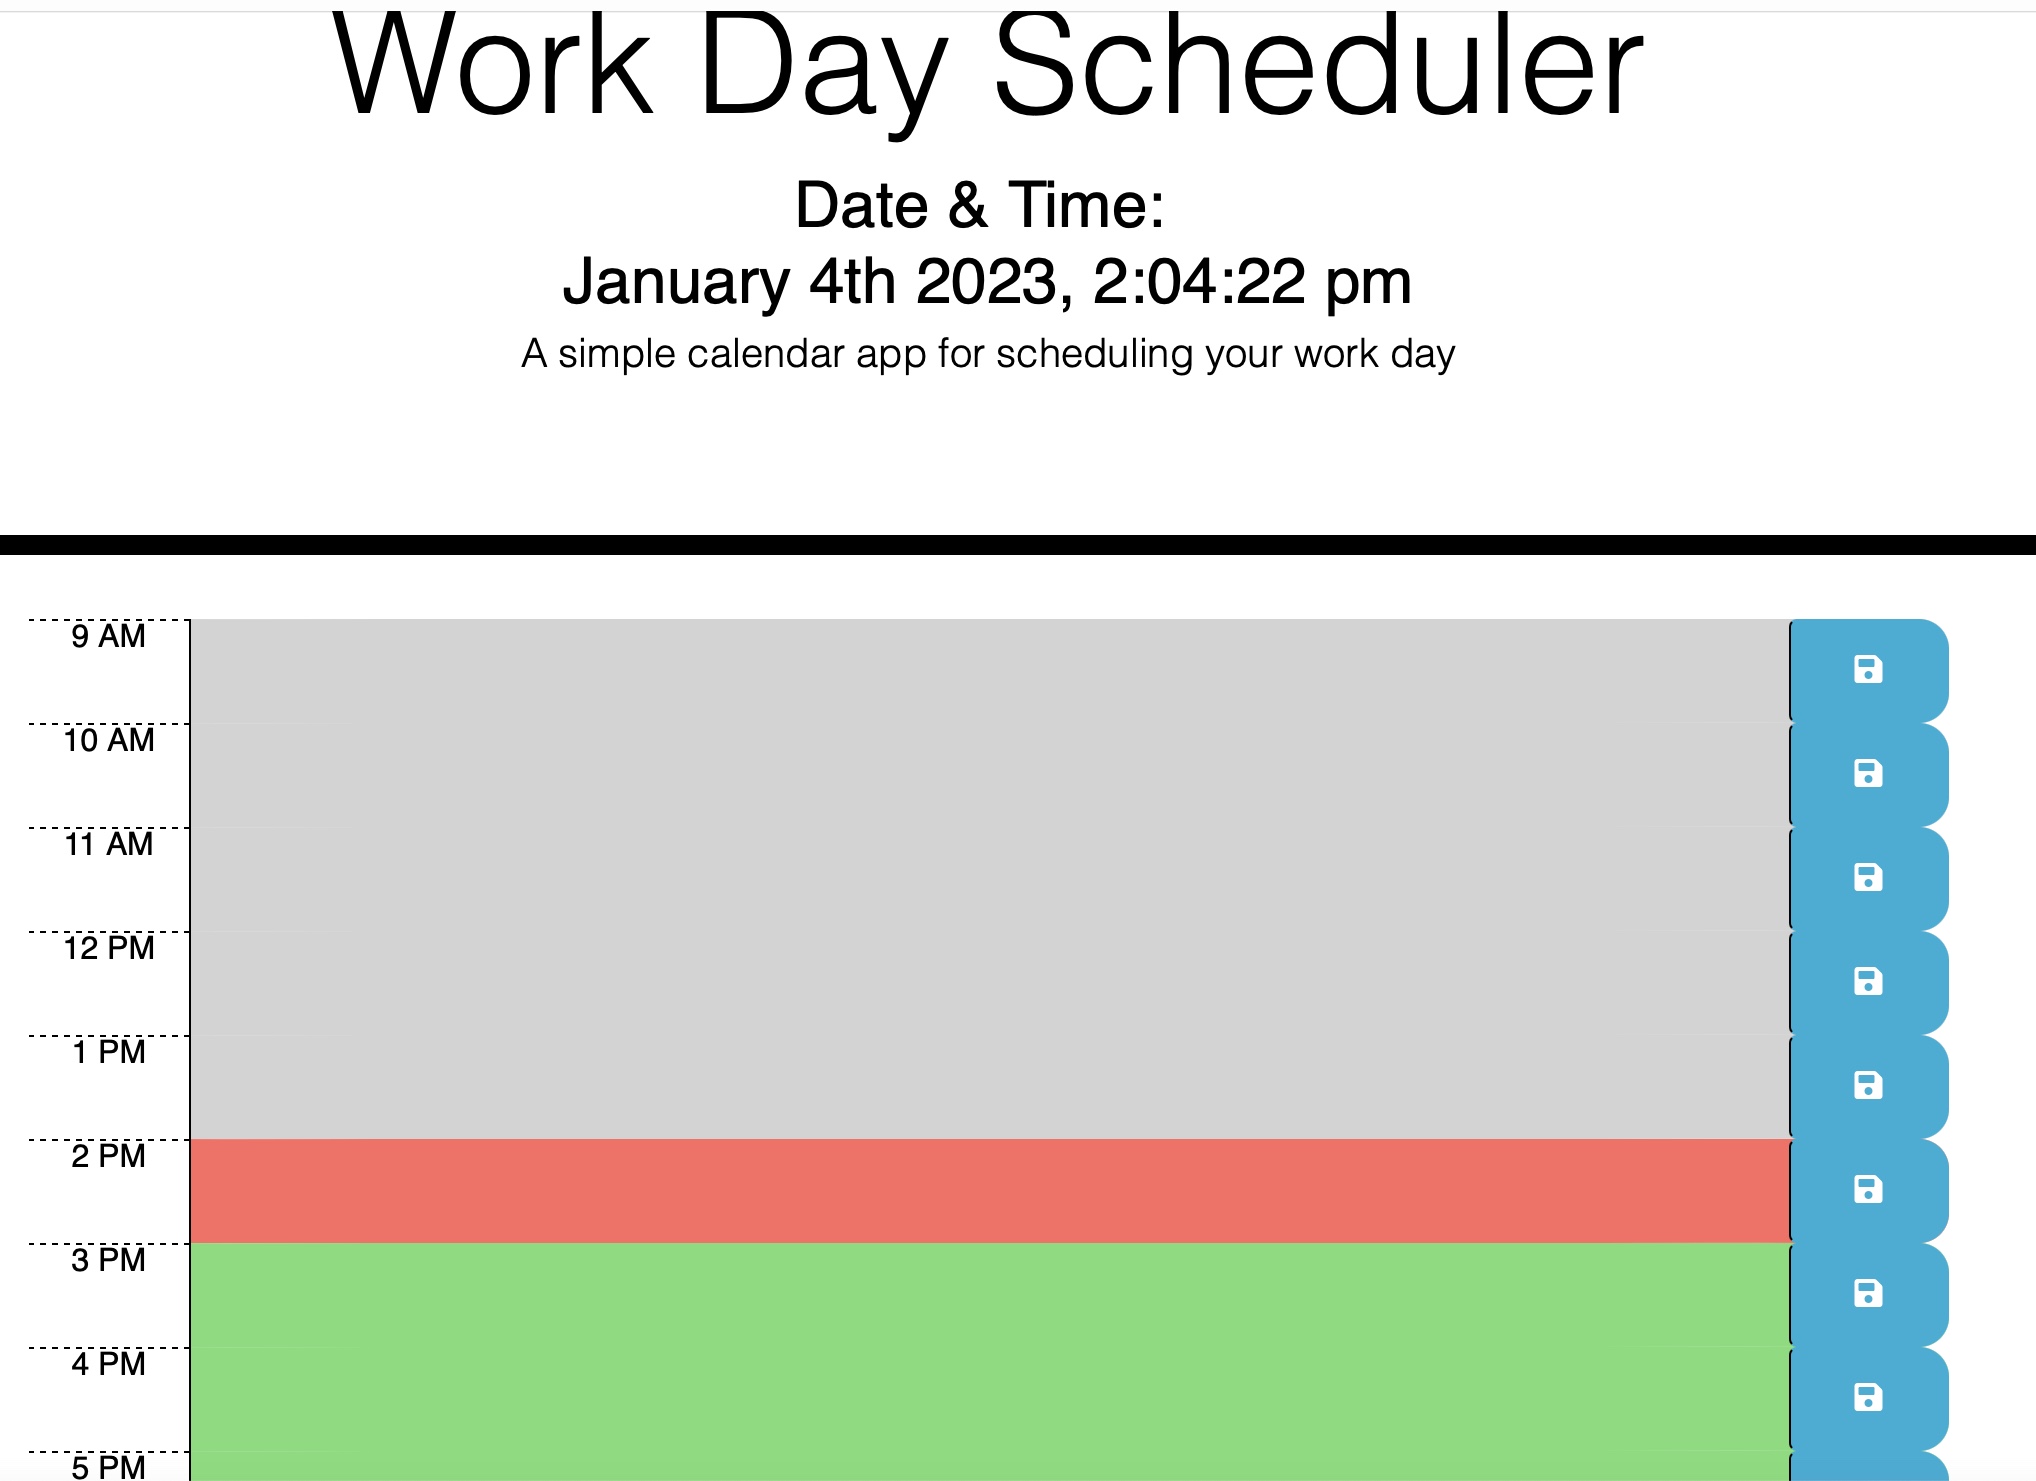 Work Day Scheduler
Date & Time:
January 4th 2023, 2:04:22 pm
A simple calendar app for scheduling your work day
9 AM
10 AM
11 AM
12 PM
1 PM
2 PM
3 PM
4 PM
5 PM